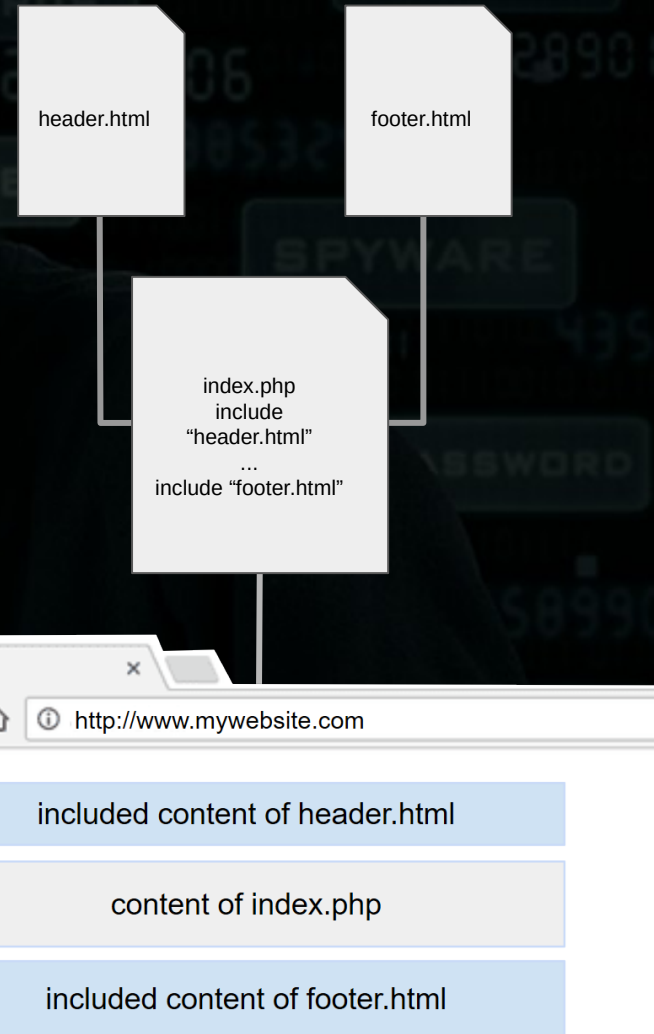 header.html
footer.html
SPYWARE
index.php
include
“header.html”
...
include “footer.html”
http://www.mywebsite.com
included content of header.html
content of index.php
included content of footer.html